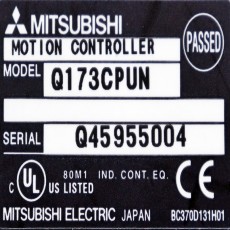 MITSUBISHI
MOTION CONTROLLER
PASSED
MODEL Q173CPUN
SERIAL Q45955004
80M1 IND. CONT. EQ.
C UL US LISTED CE
MITSUBISHI ELECTRIC JAPAN BC370D131H01